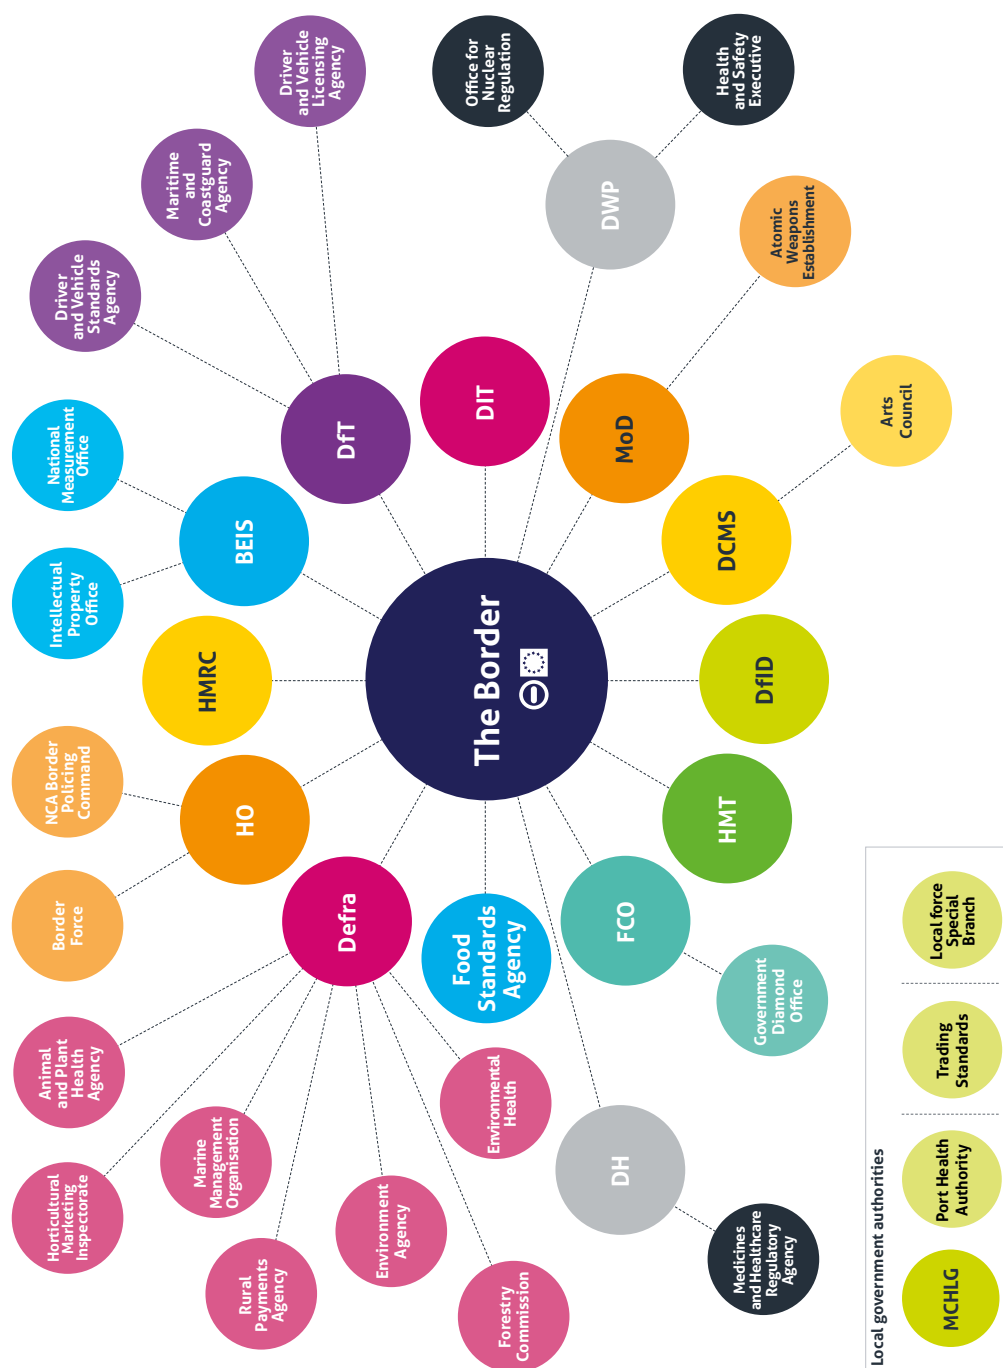 The Border
DIT
DWP
Office for
Nuclear
Regulation
Health
and Safety
Executive
MoD
Atomic
Weapons
Establishment
DCMS
Arts
Council
DfID
HMT
FCO
Government
Diamond
Office
DH
Medicines
and Healthcare
Regulatory
Agency
Food
Standards
Agency
Defra
Environmental
Health
Forestry
Commission
Environment
Agency
Rural
Payments
Agency
Marine
Management
Organisation
Horticultural
Marketing
Inspectorate
Animal
and Plant
Health
Agency
HO
Border
Force
NCA Border
Policing
Command
HMRC
BEIS
Intellectual
Property
Office
National
Measurement
Office
DfT
Driver
and Vehicle
Standards
Agency
Maritime
and
Coastguard
Agency
Driver
and Vehicle
Licensing
Agency
Local government authorities
MCHLG
Port Health
Authority
Trading
Standards
Local force
Special
Branch